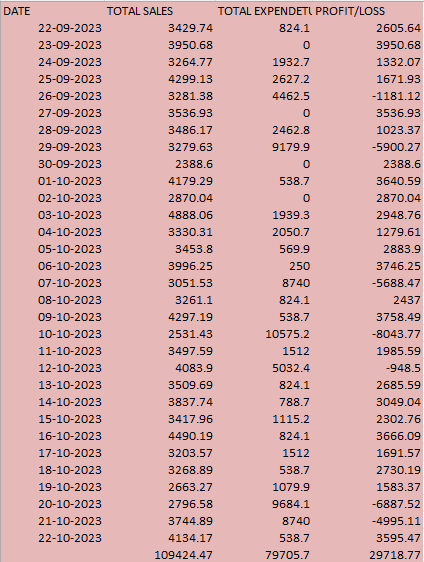 DATE TOTAL SALES TOTAL EXPENDETU PROFIT/LOSS
22-09-2023 3429.74 824.1 2605.64
23-09-2023 3950.68 0 3950.68
24-09-2023 3264.77 1932.7 1332.07
25-09-2023 4299.13 2627.2 1671.93
26-09-2023 3281.38 4462.5 -1181.12
27-09-2023 3536.93 0 3536.93
28-09-2023 3486.17 2462.8 1023.37
29-09-2023 3279.63 9179.9 -5900.27
30-09-2023 2388.6 0 2388.6
01-10-2023 4179.29 538.7 3640.59
02-10-2023 2870.04 0 2870.04
03-10-2023 4888.06 1939.3 2948.76
04-10-2023 3330.31 2050.7 1279.61
05-10-2023 3453.8 569.9 2883.9
06-10-2023 3996.25 250 3746.25
07-10-2023 3051.53 8740 -5688.47
08-10-2023 3261.1 824.1 2437
09-10-2023 4297.19 538.7 3758.49
10-10-2023 2531.43 10575.2 -8043.77
11-10-2023 3497.59 1512 1985.59
12-10-2023 4083.9 5032.4 -948.5
13-10-2023 3509.69 824.1 2685.59
14-10-2023 3837.74 788.7 3049.04
15-10-2023 3417.96 1115.2 2302.76
16-10-2023 4490.19 824.1 3666.09
17-10-2023 3203.57 1512 1691.57
18-10-2023 3268.89 538.7 2730.19
19-10-2023 2663.27 1079.9 1583.37
20-10-2023 2796.58 9684.1 -6887.52
21-10-2023 3744.89 8740 -4995.11
22-10-2023 4134.17 538.7 3595.47
109424.47 79705.7 29718.77